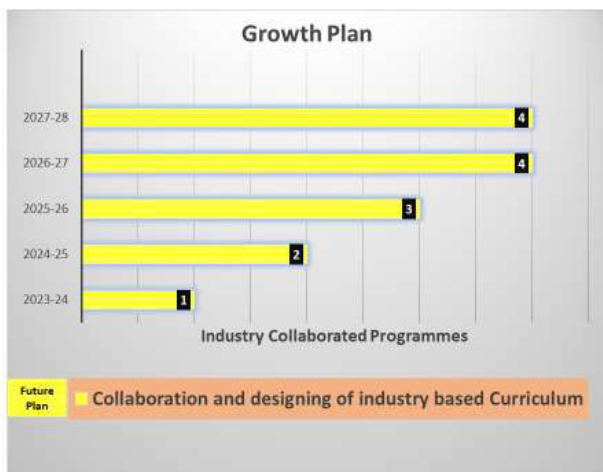 Growth Plan
2027-28 4
2026-27 4
2025-26 3
2024-25 2
2023-24 1
Industry Collaborated Programmes
Future
Plan
Collaboration and designing of industry based Curriculum